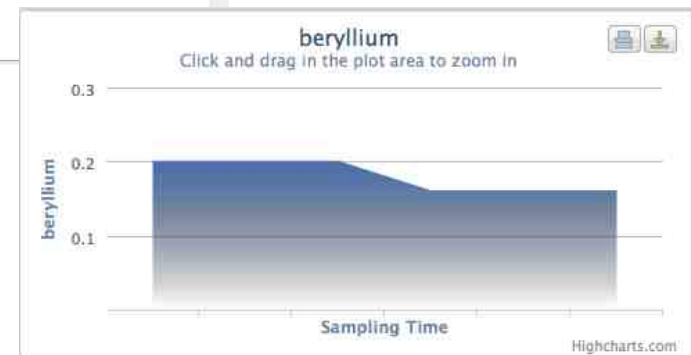 beryllium
Click and drag in the plot area to zoom in
0.3
0.2
0.1
beryllium
Sampling Time
Highcharts.com